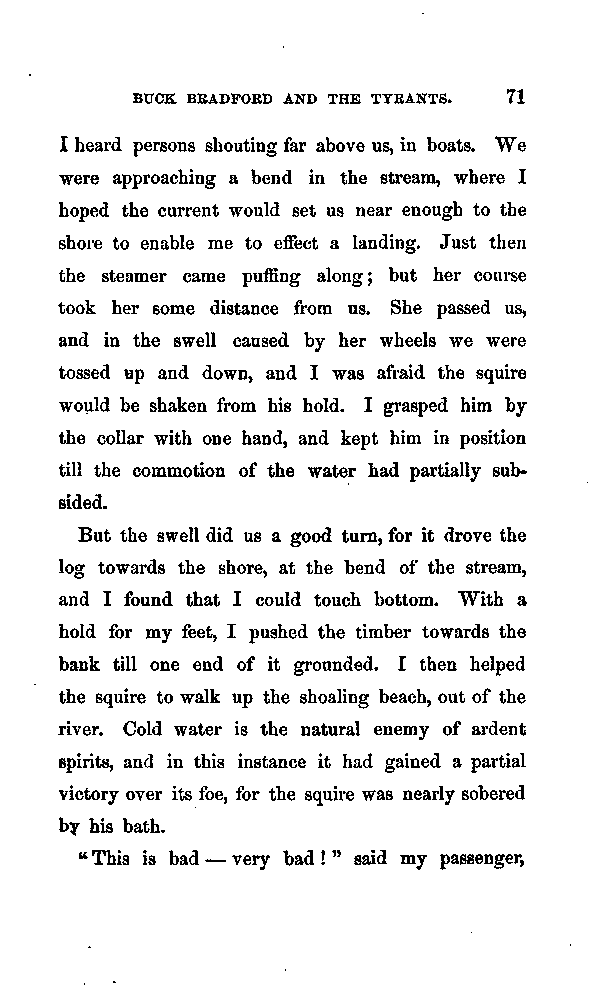 BUCK BRADFORD AND THE TYRANTS. 71
I heard persons shouting far above us, in boats. We
were approaching a bend in the stream, where I
hoped the current would set us near enough to the
shore to enable me to effect a landing. Just then
the steamer came puffing along; but her course
took her some distance from us. She passed us,
and in the swell caused by her wheels we were
tossed up and down, and I was afraid the squire
would be shaken from his hold. I grasped him by
the collar with one hand, and kept him in position
till the commotion of the water had partially sub-
sided.
But the swell did us a good turn, for it drove the
log towards the shore, at the bend of the stream,
and I found that I could touch bottom. With a
hold for my feet, I pushed the timber towards the
bank till one end of it grounded. I then helped
the squire to walk up the shoaling beach, out of the
river. Cold water is the natural enemy of ardent
spirits, and in this instance it had gained a partial
victory over its foe, for the squire was nearly sobered
by his bath.
"This is bad — very bad!" said my passenger,